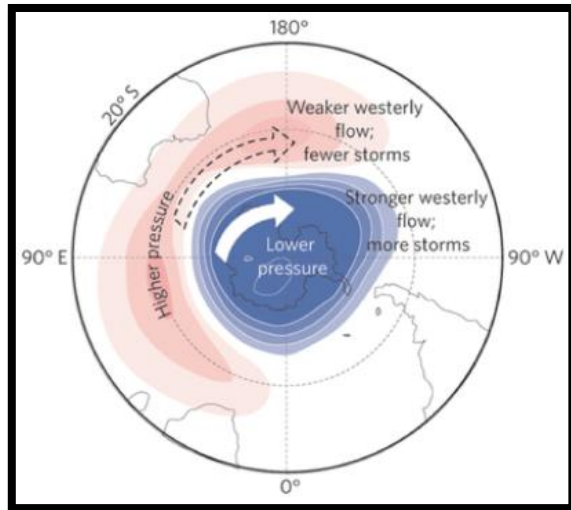 180°
20° S
Weaker westerly
flow;
fewer storms
Higher pressure
Stronger westerly
flow;
more storms
Lower
pressure
90° E
90° W
0°